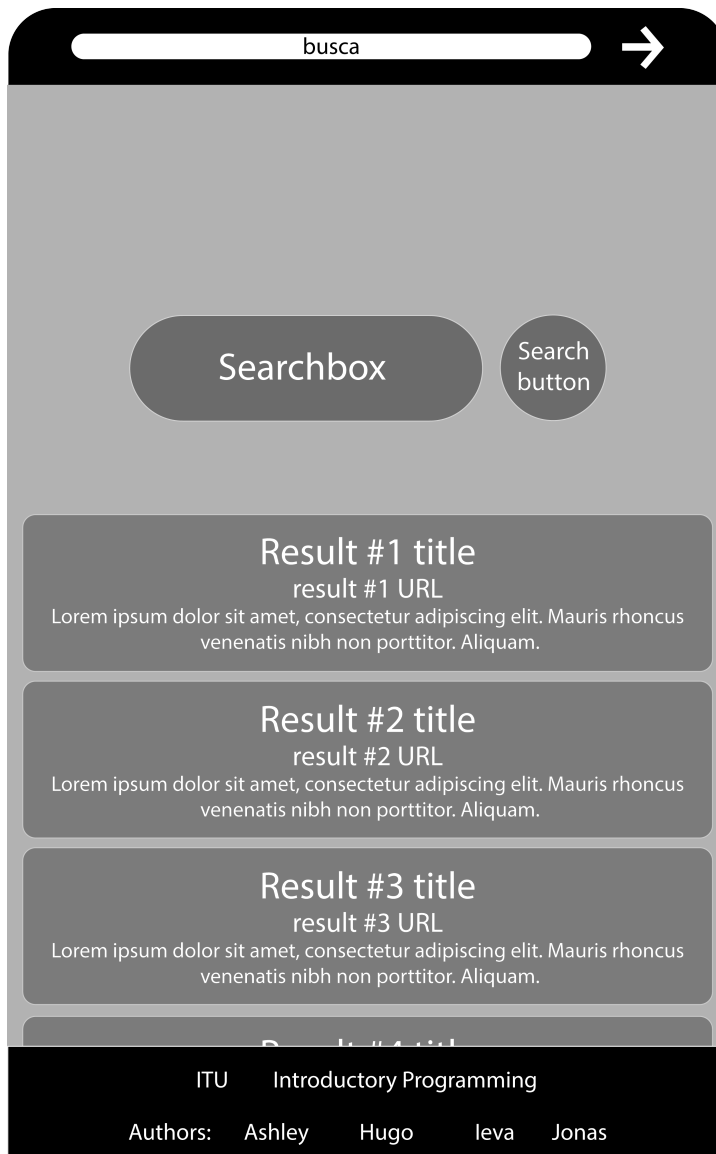 busca
Searchbox
Search
button
Result #1 title
result #1 URL
Lorem ipsum dolor sit amet, consectetur adipiscing elit. Mauris rhoncus
venenatis nibh non porttitor. Aliquam.
Result #2 title
result #2 URL
Lorem ipsum dolor sit amet, consectetur adipiscing elit. Mauris rhoncus
venenatis nibh non porttitor. Aliquam.
Result #3 title
result #3 URL
Lorem ipsum dolor sit amet, consectetur adipiscing elit. Mauris rhoncus
venenatis nibh non porttitor. Aliquam.
Result #4 title
ITU Introductory Programming
Authors: Ashley Hugo Ieva Jonas